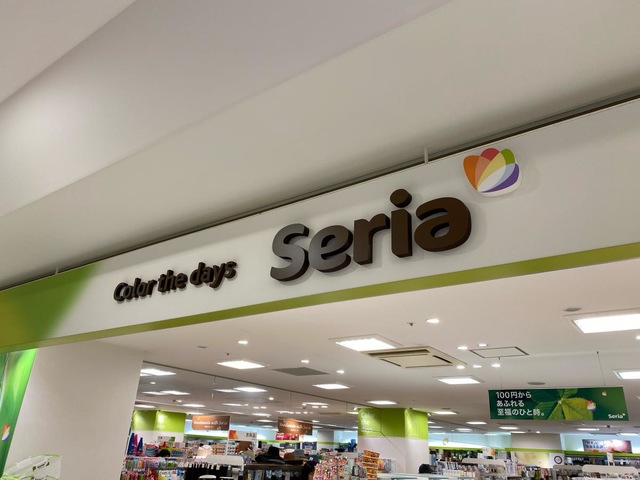 Color the days
Seria
100円から
あふれる
至福のひと時。
Seria